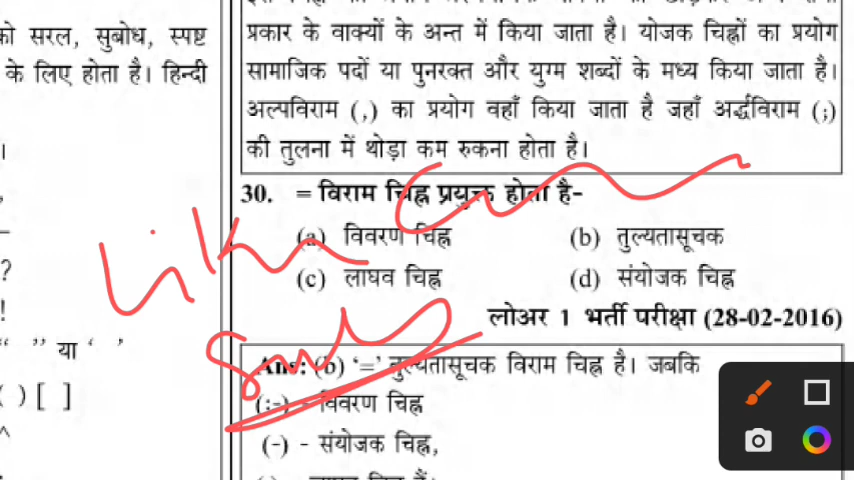 को सरल, सुबोध, स्पष्ट
के लिए होता है। हिन्दी
।
,
–
?
!
“ ” या ‘ ’
( ) [ ]
^
प्रकार के वाक्यों के अन्त में किया जाता है। योजक चिह्नों का प्रयोग
सामाजिक पदों या पुनरक्त और युग्म शब्दों के मध्य किया जाता है।
अल्पविराम (,) का प्रयोग वहाँ किया जाता है जहाँ अर्द्धविराम (;)
की तुलना में थोड़ा कम रुकना होता है।
30. = विराम चिह्न प्रयुक्त होता है-
(a) विवरण चिह्न (b) तुल्यतासूचक
(c) लाघव चिह्न (d) संयोजक चिह्न
लोअर 1 भर्ती परीक्षा (28-02-2016)
Ans: (b) ‘=’ तुल्यतासूचक विराम चिह्न है। जबकि
(:-) - विवरण चिह्न
(-) - संयोजक चिह्न,
Like